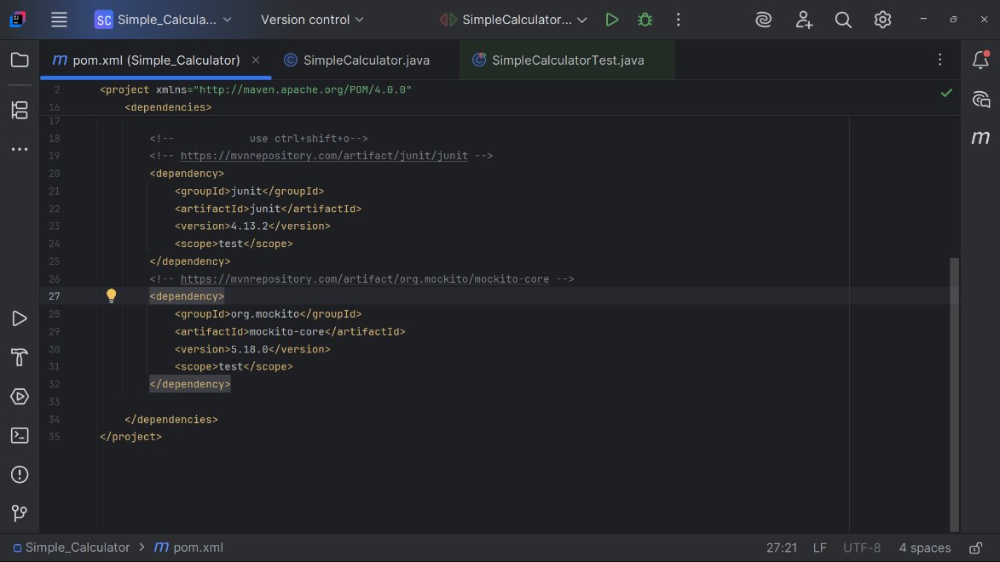 SC Simple_Calcula... Version control SimpleCalculator...
m pom.xml (Simple_Calculator) SimpleCalculator.java SimpleCalculatorTest.java
2 <project xmlns="http://maven.apache.org/POM/4.0.0"
16 <dependencies>
17
18 <!-- use ctrl+shift+o-->
19 <!-- https://mvnrepository.com/artifact/junit/junit -->
20 <dependency>
21 <groupId>junit</groupId>
22 <artifactId>junit</artifactId>
23 <version>4.13.2</version>
24 <scope>test</scope>
25 </dependency>
26 <!-- https://mvnrepository.com/artifact/org.mockito/mockito-core -->
27 <dependency>
28 <groupId>org.mockito</groupId>
29 <artifactId>mockito-core</artifactId>
30 <version>5.18.0</version>
31 <scope>test</scope>
32 </dependency>
33
34 </dependencies>
35 </project>
Simple_Calculator > m pom.xml 27:21 LF UTF-8 4 spaces